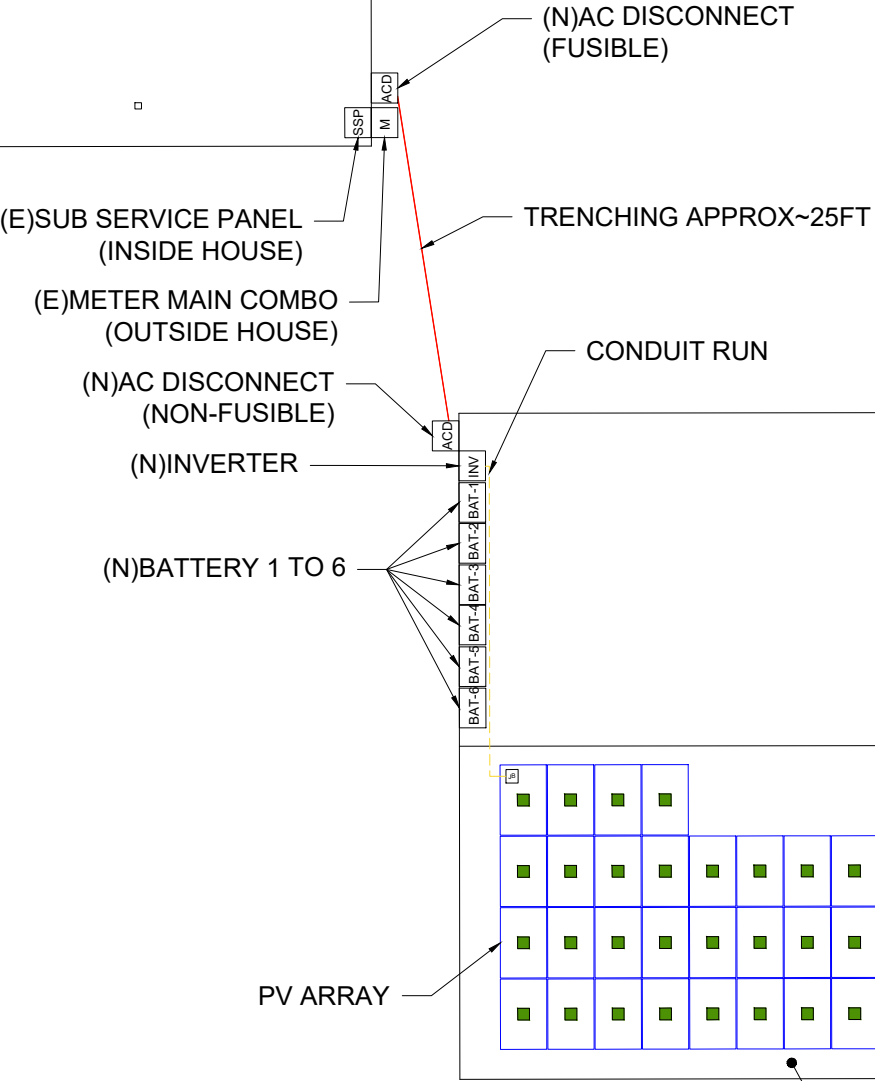 (N)AC DISCONNECT
(FUSIBLE)
ACD
SSP
M
(E)SUB SERVICE PANEL
(INSIDE HOUSE)
TRENCHING APPROX~25FT
(E)METER MAIN COMBO
(OUTSIDE HOUSE)
CONDUIT RUN
(N)AC DISCONNECT
(NON-FUSIBLE)
ACD
(N)INVERTER
INV
BAT-1
BAT-2
(N)BATTERY 1 TO 6
BAT-3
BAT-4
BAT-5
BAT-6
JB
PV ARRAY